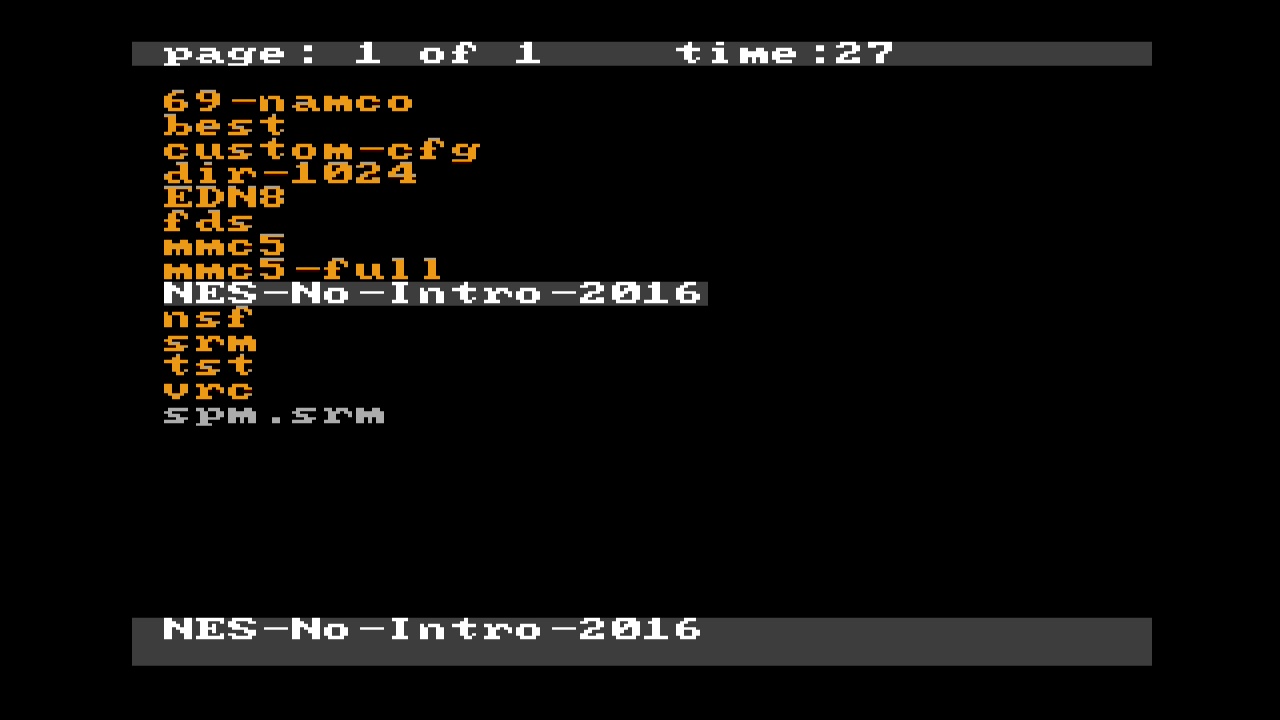 page: 1 of 1 time:27
69-namco
best
custom-cfg
dir-1024
EDN8
fds
mmc5
mmc5-full
NES-No-Intro-2016
nsf
srm
tst
vrc
spm.srm
NES-No-Intro-2016